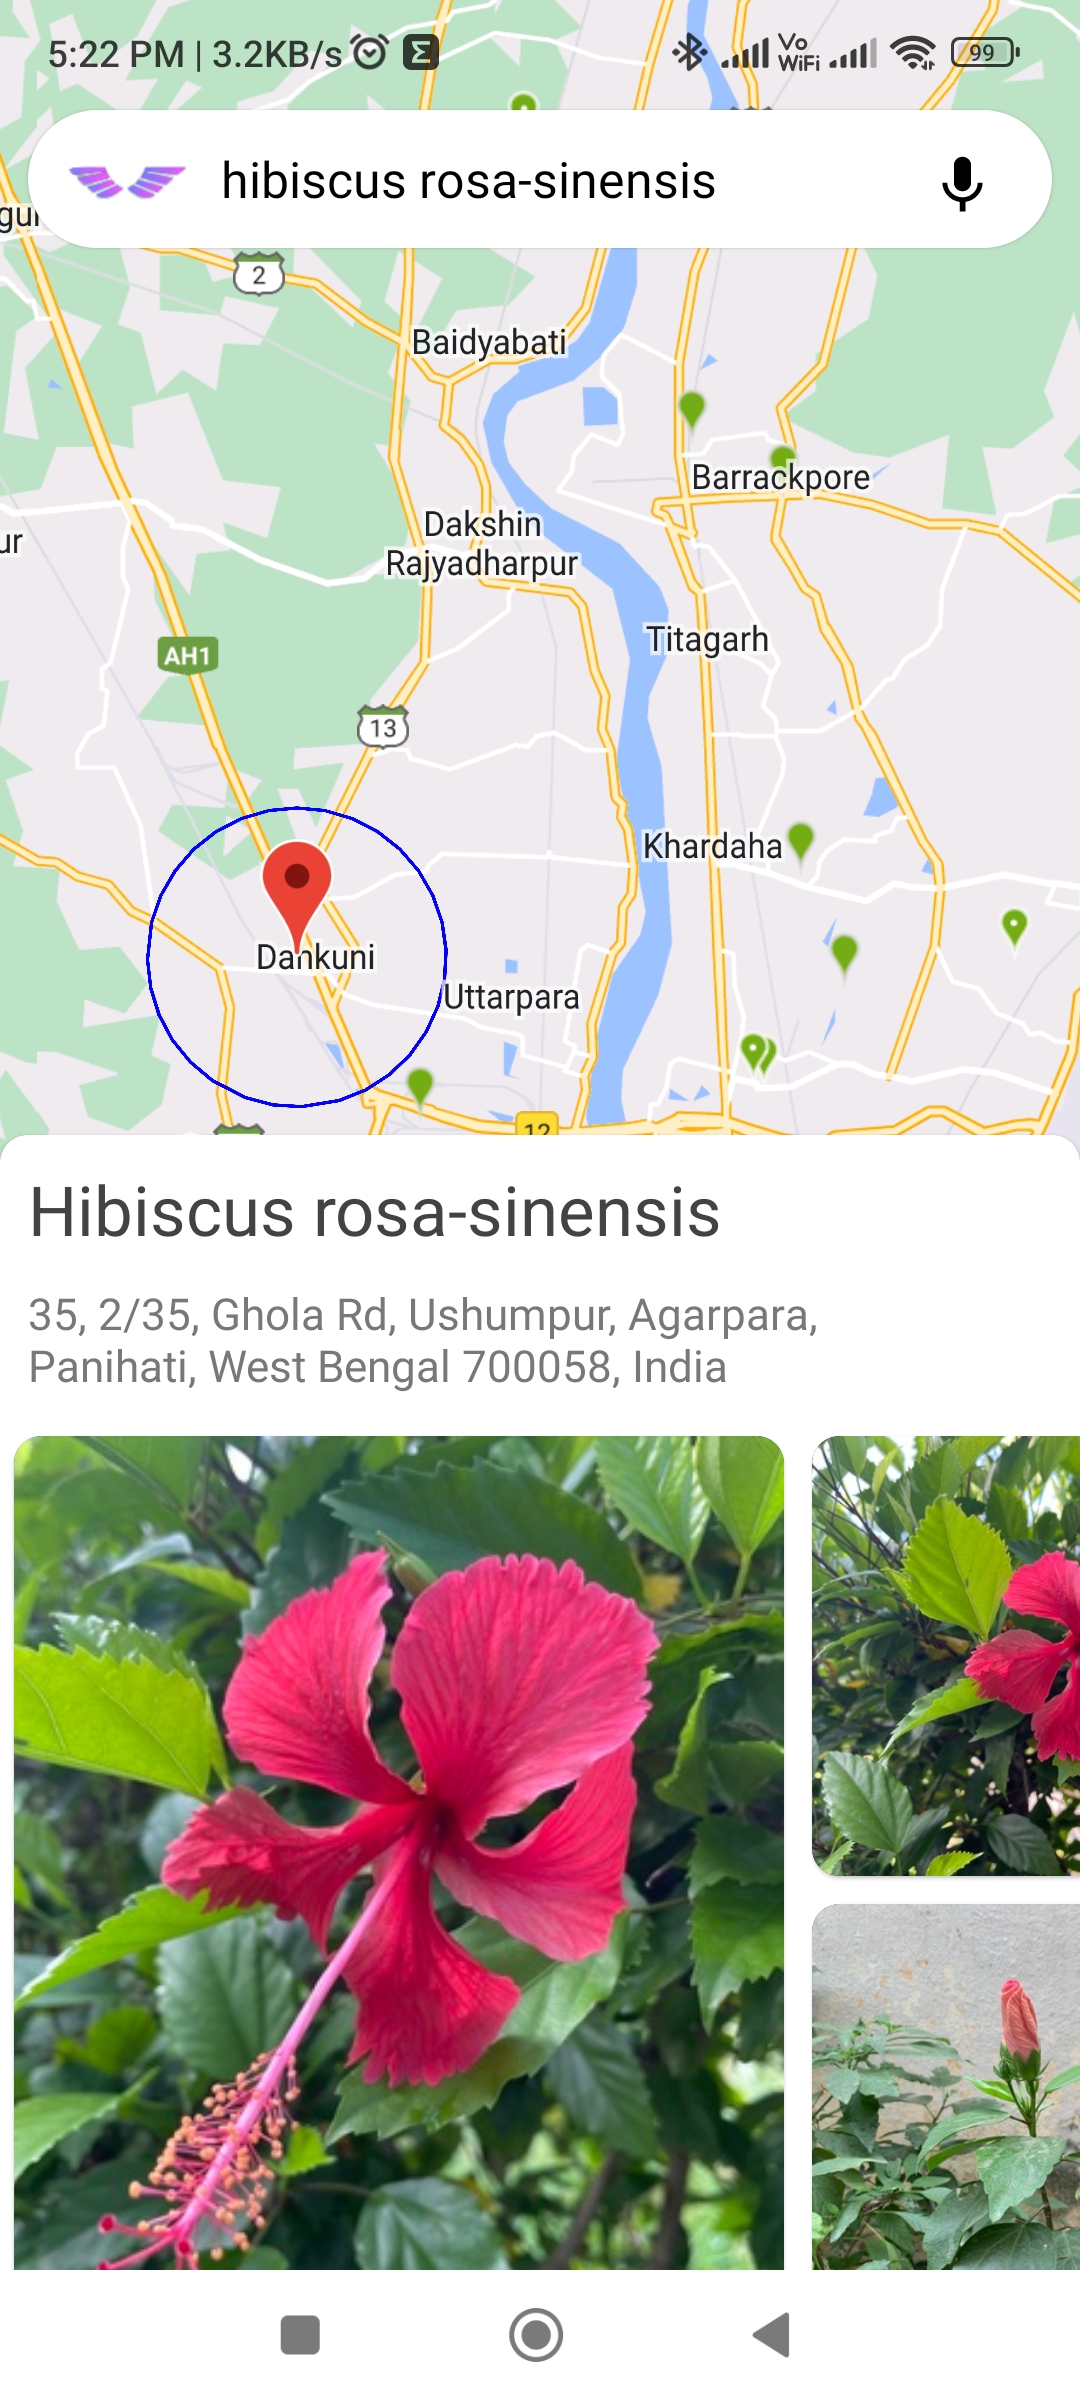 5:22 PM | 3.2KB/s
Vo
WiFi
99
hibiscus rosa-sinensis
2
Baidyabati
Barrackpore
Dakshin
Rajyadharpur
ur
Titagarh
AH1
13
Khardaha
Dankuni
Uttarpara
12
Hibiscus rosa-sinensis
35, 2/35, Ghola Rd, Ushumpur, Agarpara,
Panihati, West Bengal 700058, India